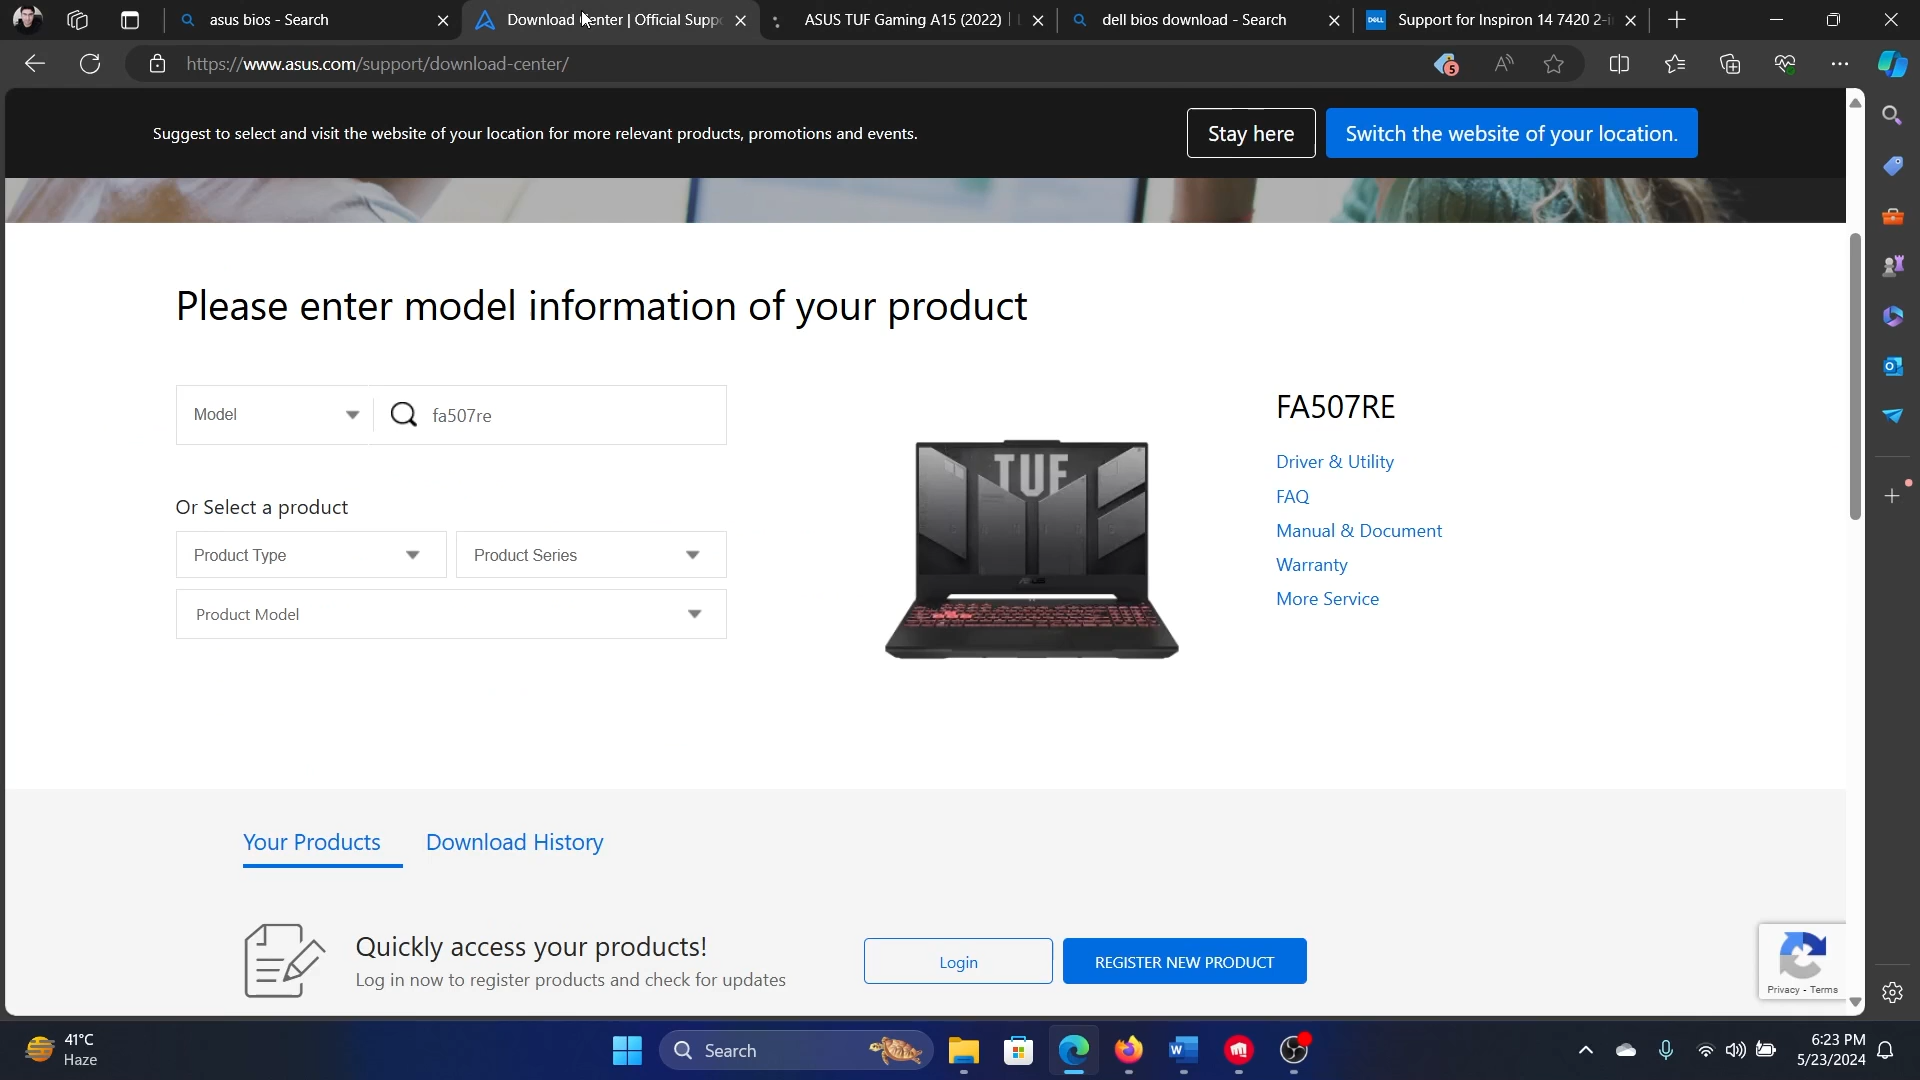 asus bios - Search
Download Center | Official Suppo
ASUS TUF Gaming A15 (2022) |
dell bios download - Search
DELL
Support for Inspiron 14 7420 2-i
https://www.asus.com/support/download-center/
5
Suggest to select and visit the website of your location for more relevant products, promotions and events.
Stay here
Switch the website of your location.
Please enter model information of your product
Model
fa507re
Or Select a product
Product Type
Product Series
Product Model
TUF
FA507RE
Driver & Utility
FAQ
Manual & Document
Warranty
More Service
Your Products
Download History
Quickly access your products!
Log in now to register products and check for updates
Login
REGISTER NEW PRODUCT
Privacy - Terms
41°C
Haze
Search
6:23 PM
5/23/2024